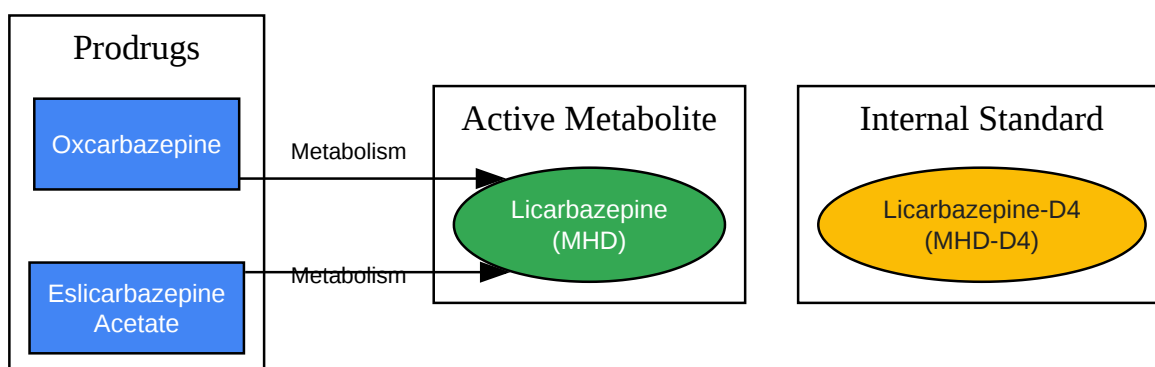 Prodrugs
Oxcarbazepine
Eslicarbazepine
Acetate
Metabolism
Metabolism
Active Metabolite
Licarbazepine
(MHD)
Internal Standard
Licarbazepine-D4
(MHD-D4)